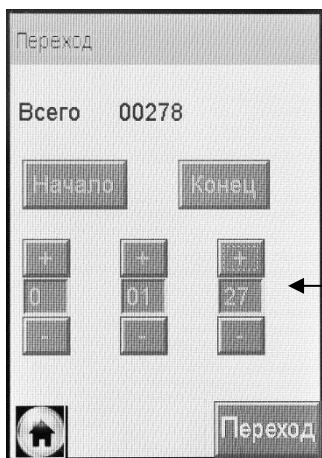 Переход
Всего 00278
Начало Конец
+ + +
0 01 27
- - -
Переход